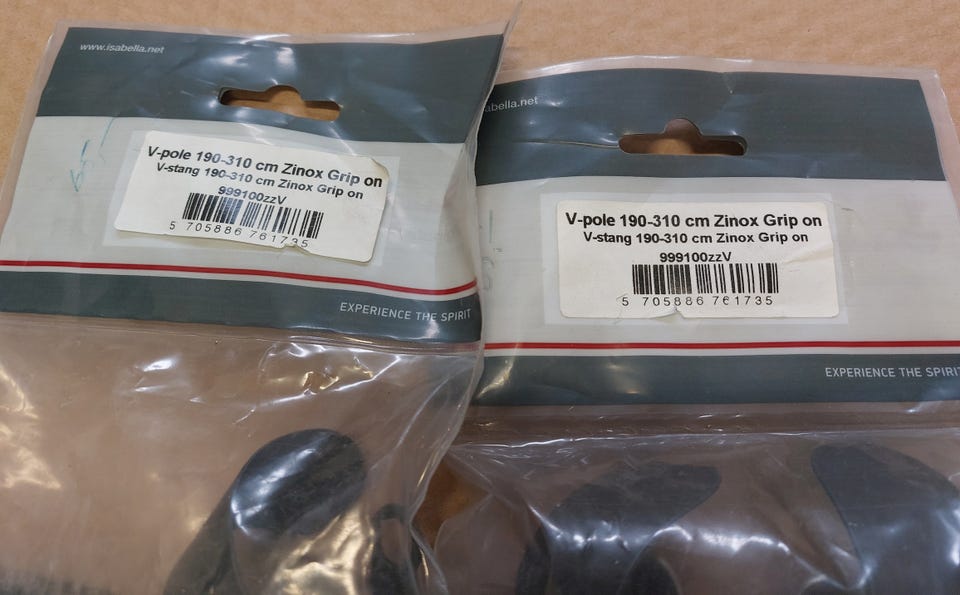 www.isabella.net
V-pole 190-310 cm Zinox Grip on
V-stang 190-310 cm Zinox Grip on
999100zzV
5 705886 761735
EXPERIENCE THE SPIRIT
abella.net
V-pole 190-310 cm Zinox Grip on
V-stang 190-310 cm Zinox Grip on
999100zzV
5 705886 761735
EXPERIENCE THE SPIRIT